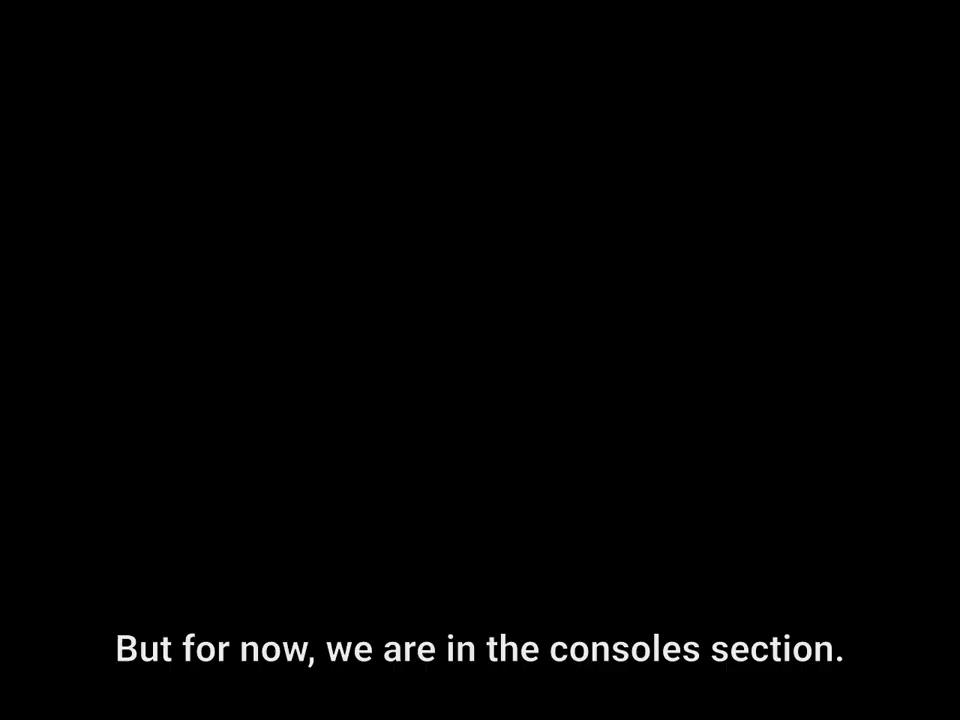 But for now, we are in the consoles section.